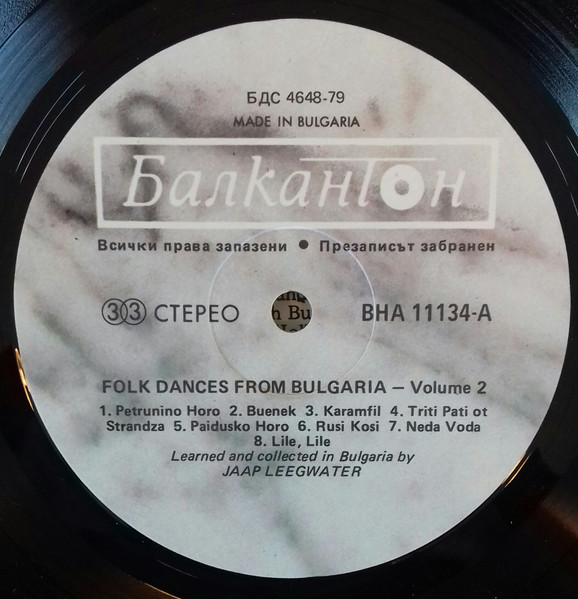 БДС 4648-79
MADE IN BULGARIA
Балкантон
Всички права запазени ● Презаписът забранен
33 СТЕРЕО
ВНА 11134-А
FOLK DANCES FROM BULGARIA – Volume 2
1. Petrunino Horo 2. Buenek 3. Karamfil 4. Triti Pati ot
Strandza 5. Paidusko Horo 6. Rusi Kosi 7. Neda Voda
8. Lile, Lile
Learned and collected in Bulgaria by
JAAP LEEGWATER